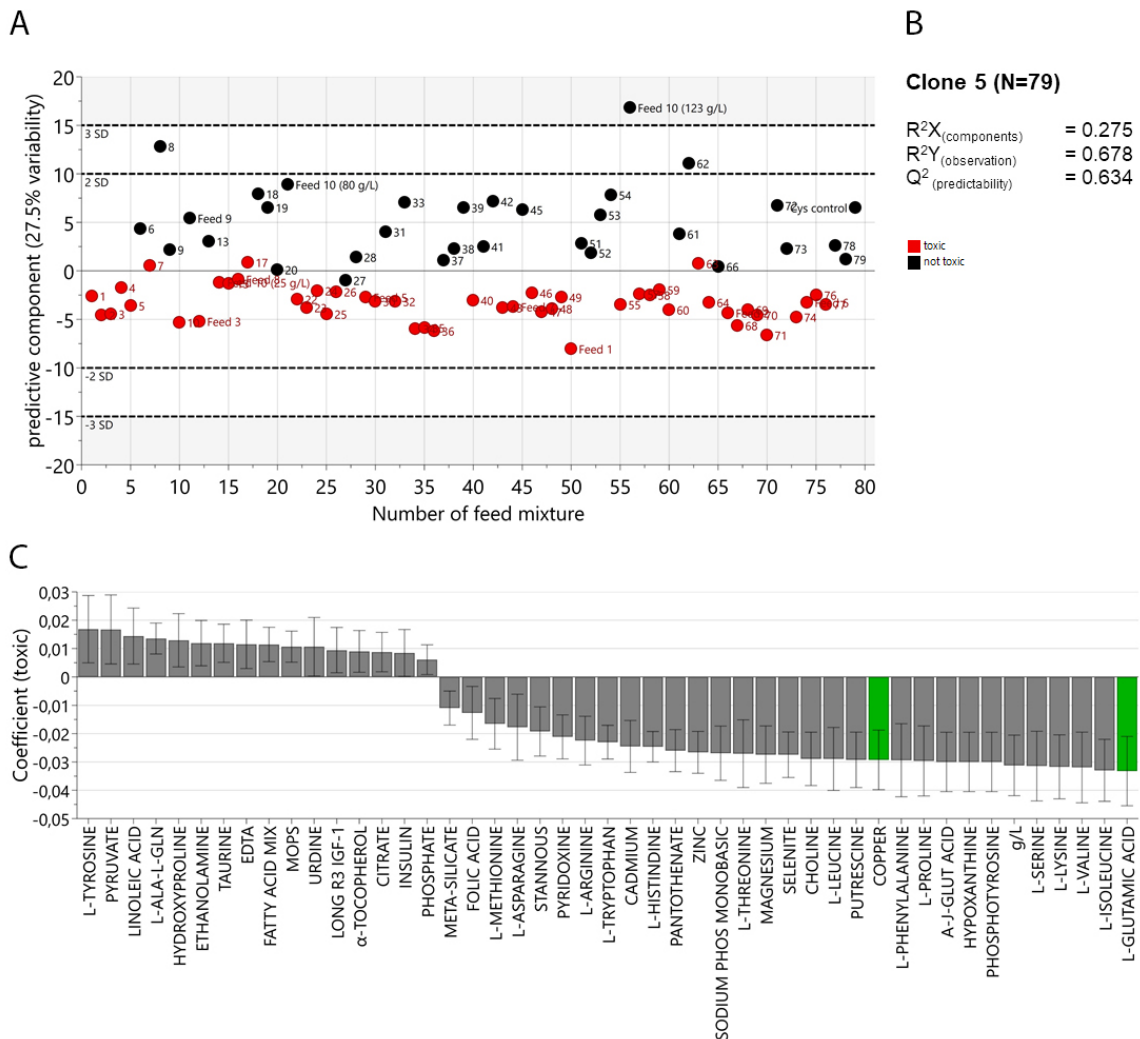 A
B
predictive component (27.5% variability)
20
15
10
5
0
-5
-10
-15
-20
3 SD
2 SD
-2 SD
-3 SD
Feed 10 (123 g/L)
8
62
Feed 10 (80 g/L)
18
19
33
39
42
45
54
53
72
Cys control
6
Feed 9
13
9
20
31
28
27
37
38
41
51
52
61
66
73
78
79
1
3
4
5
7
Feed 3
17
22
25
26
32
36
40
46
49
48
Feed 1
55
59
58
60
64
68
70
71
74
76
77
0 5 10 15 20 25 30 35 40 45 50 55 60 65 70 75 80
Number of feed mixture
Clone 5 (N=79)
R²X(components) = 0.275
R²Y(observation) = 0.678
Q² (predictability) = 0.634
toxic
not toxic
C
Coefficient (toxic)
0,03
0,02
0,01
0
-0,01
-0,02
-0,03
-0,04
-0,05
L-TYROSINE
PYRUVATE
LINOLEIC ACID
L-ALA-L-GLN
HYDROXYPROLINE
ETHANOLAMINE
TAURINE
EDTA
FATTY ACID MIX
MOPS
URDINE
LONG R3 IGF-1
α-TOCOPHEROL
CITRATE
INSULIN
PHOSPHATE
META-SILICATE
FOLIC ACID
L-METHIONINE
L-ASPARAGINE
STANNOUS
PYRIDOXINE
L-ARGININE
L-TRYPTOPHAN
CADMIUM
L-HISTINDINE
PANTOTHENATE
ZINC
SODIUM PHOS MONOBASIC
L-THREONINE
MAGNESIUM
SELENITE
CHOLINE
L-LEUCINE
PUTRESCINE
COPPER
L-PHENYLALANINE
L-PROLINE
A-J-GLUT ACID
HYPOXANTHINE
PHOSPHOTYROSINE
g/L
L-SERINE
L-LYSINE
L-VALINE
L-ISOLEUCINE
L-GLUTAMIC ACID